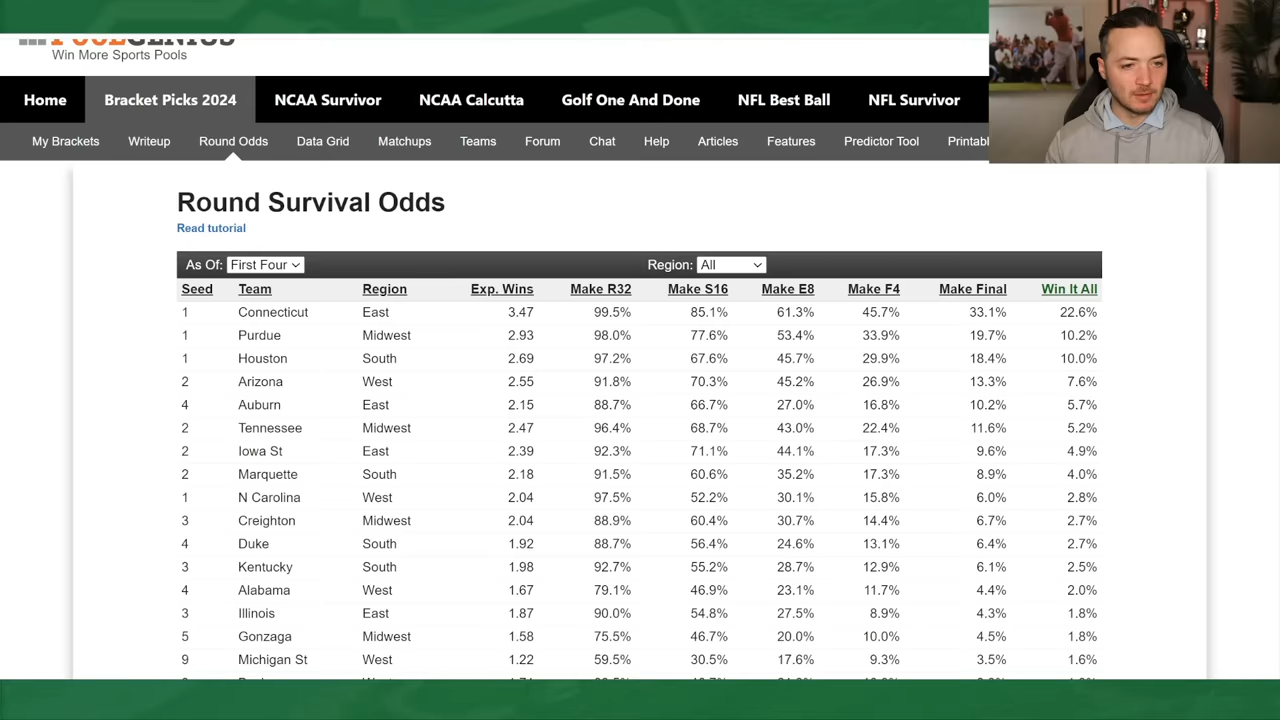 POOLGENIUS
Win More Sports Pools
Home Bracket Picks 2024 NCAA Survivor NCAA Calcutta Golf One And Done NFL Best Ball NFL Survivor
My Brackets Writeup Round Odds Data Grid Matchups Teams Forum Chat Help Articles Features Predictor Tool Printabl
Round Survival Odds
Read tutorial
As Of: First Four Region: All
Seed Team Region Exp. Wins Make R32 Make S16 Make E8 Make F4 Make Final Win It All
1 Connecticut East 3.47 99.5% 85.1% 61.3% 45.7% 33.1% 22.6%
1 Purdue Midwest 2.93 98.0% 77.6% 53.4% 33.9% 19.7% 10.2%
1 Houston South 2.69 97.2% 67.6% 45.7% 29.9% 18.4% 10.0%
2 Arizona West 2.55 91.8% 70.3% 45.2% 26.9% 13.3% 7.6%
4 Auburn East 2.15 88.7% 66.7% 27.0% 16.8% 10.2% 5.7%
2 Tennessee Midwest 2.47 96.4% 68.7% 43.0% 22.4% 11.6% 5.2%
2 Iowa St East 2.39 92.3% 71.1% 44.1% 17.3% 9.6% 4.9%
2 Marquette South 2.18 91.5% 60.6% 35.2% 17.3% 8.9% 4.0%
1 N Carolina West 2.04 97.5% 52.2% 30.1% 15.8% 6.0% 2.8%
3 Creighton Midwest 2.04 88.9% 60.4% 30.7% 14.4% 6.7% 2.7%
4 Duke South 1.92 88.7% 56.4% 24.6% 13.1% 6.4% 2.7%
3 Kentucky South 1.98 92.7% 55.2% 28.7% 12.9% 6.1% 2.5%
4 Alabama West 1.67 79.1% 46.9% 23.1% 11.7% 4.4% 2.0%
3 Illinois East 1.87 90.0% 54.8% 27.5% 8.9% 4.3% 1.8%
5 Gonzaga Midwest 1.58 75.5% 46.7% 20.0% 10.0% 4.5% 1.8%
9 Michigan St West 1.22 59.5% 30.5% 17.6% 9.3% 3.5% 1.6%